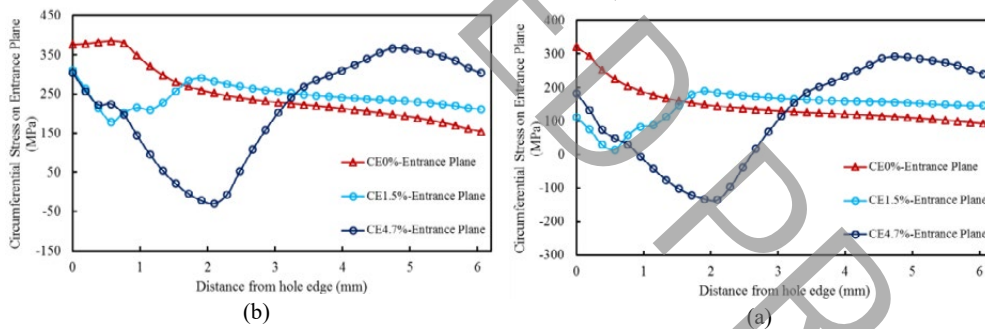 Circumferential Stress on Entrance Plane
(MPa)
450
350
250
150
50
-50
-150
0
1
2
3
4
5
6
CE0%-Entrance Plane
CE1.5%-Entrance Plane
CE4.7%-Entrance Plane
Distance from hole edge (mm)
(b)
Circumferential Stress on Entrance Plane
(MPa)
400
300
200
100
0
-100
-200
-300
0
1
2
3
4
5
6
CE0%-Entrance Plane
CE1.5%-Entrance Plane
CE4.7%-Entrance Plane
Distance from hole edge (mm)
(a)